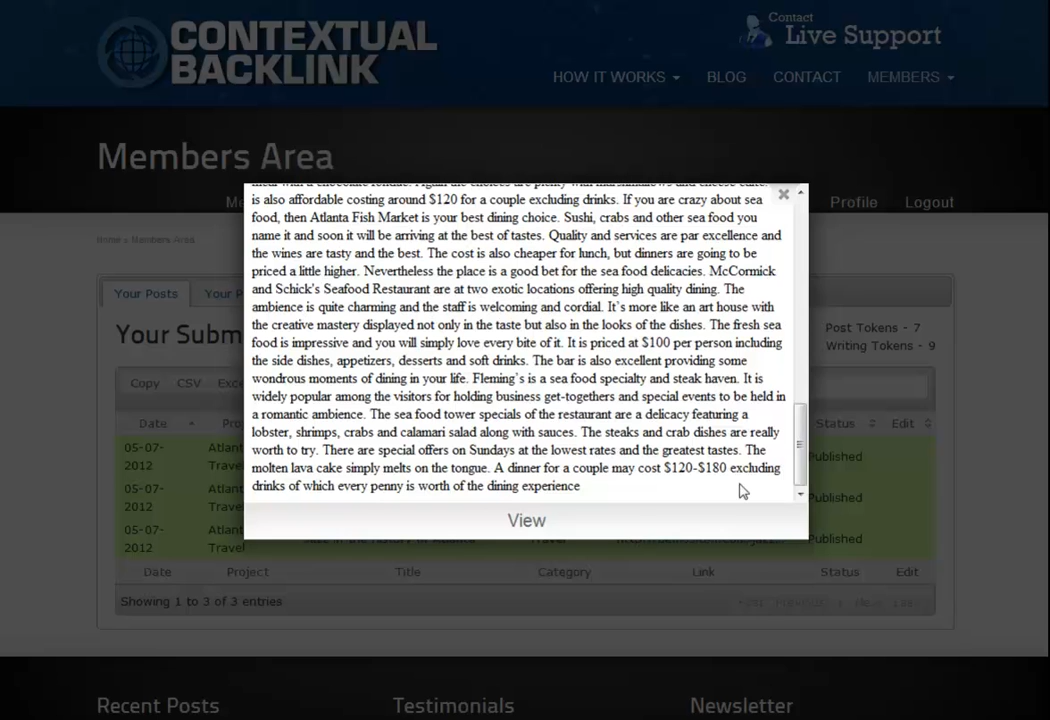 CONTEXTUAL
BACKLINK
Contact
Live Support
HOW IT WORKS
BLOG
CONTACT
MEMBERS
Members Area
Profile
Logout
Home » Members Area
Your Posts
Your
Your Subm
Post Tokens - 7
Writing Tokens - 9
Copy
CSV
Date
Status
Edit
05-07-
2012
Travel
Published
05-07-
2012
Travel
Published
05-07-
2012
Travel
Published
is also affordable costing around $120 for a couple excluding drinks. If you are crazy about sea
food, then Atlanta Fish Market is your best dining choice. Sushi, crabs and other sea food you
name it and soon it will be arriving at the best of tastes. Quality and services are par excellence and
the wines are tasty and the best. The cost is also cheaper for lunch, but dinners are going to be
priced a little higher. Nevertheless the place is a good bet for the sea food delicacies. McCormick
and Schick's Seafood Restaurant are at two exotic locations offering high quality dining. The
ambience is quite charming and the staff is welcoming and cordial. It's more like an art house with
the creative mastery displayed not only in the taste but also in the looks of the dishes. The fresh sea
food is impressive and you will simply love every bite of it. It is priced at $100 per person including
the side dishes, appetizers, desserts and soft drinks. The bar is also excellent providing some
wondrous moments of dining in your life. Fleming's is a sea food specialty and steak haven. It is
widely popular among the visitors for holding business get-togethers and special events to be held in
a romantic ambience. The sea food tower specials of the restaurant are a delicacy featuring a
lobster, shrimps, crabs and calamari salad along with sauces. The steaks and crab dishes are really
worth to try. There are special offers on Sundays at the lowest rates and the greatest tastes. The
molten lava cake simply melts on the tongue. A dinner for a couple may cost $120-$180 excluding
drinks of which every penny is worth of the dining experience
View
Date
Project
Title
Category
Link
Status
Edit
Showing 1 to 3 of 3 entries
Recent Posts
Testimonials
Newsletter